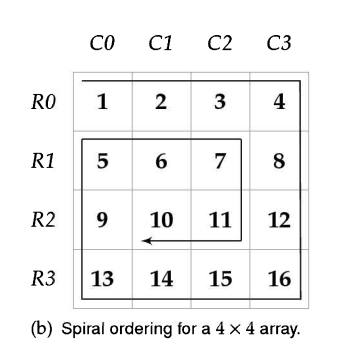 C0 C1 C2 C3
R0 1 2 3 4
R1 5 6 7 8
R2 9 10 11 12
R3 13 14 15 16
(b) Spiral ordering for a 4 × 4 array.